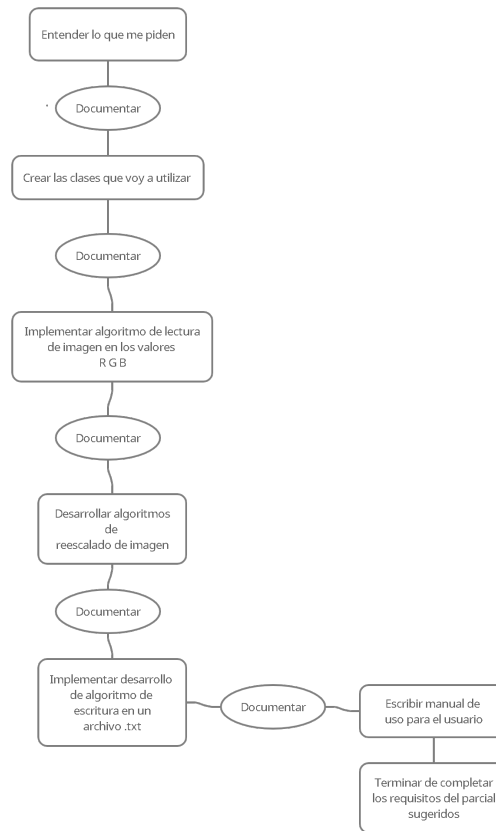 Entender lo que me piden
Documentar
Crear las clases que voy a utilizar
Documentar
Implementar algoritmo de lectura
de imagen en los valores
R G B
Documentar
Desarrollar algoritmos
de
reescalado de imagen
Documentar
Implementar desarrollo
de algoritmo de
escritura en un
archivo .txt
Documentar
Escribir manual de
uso para el usuario
Terminar de completar
los requisitos del parcial
sugeridos